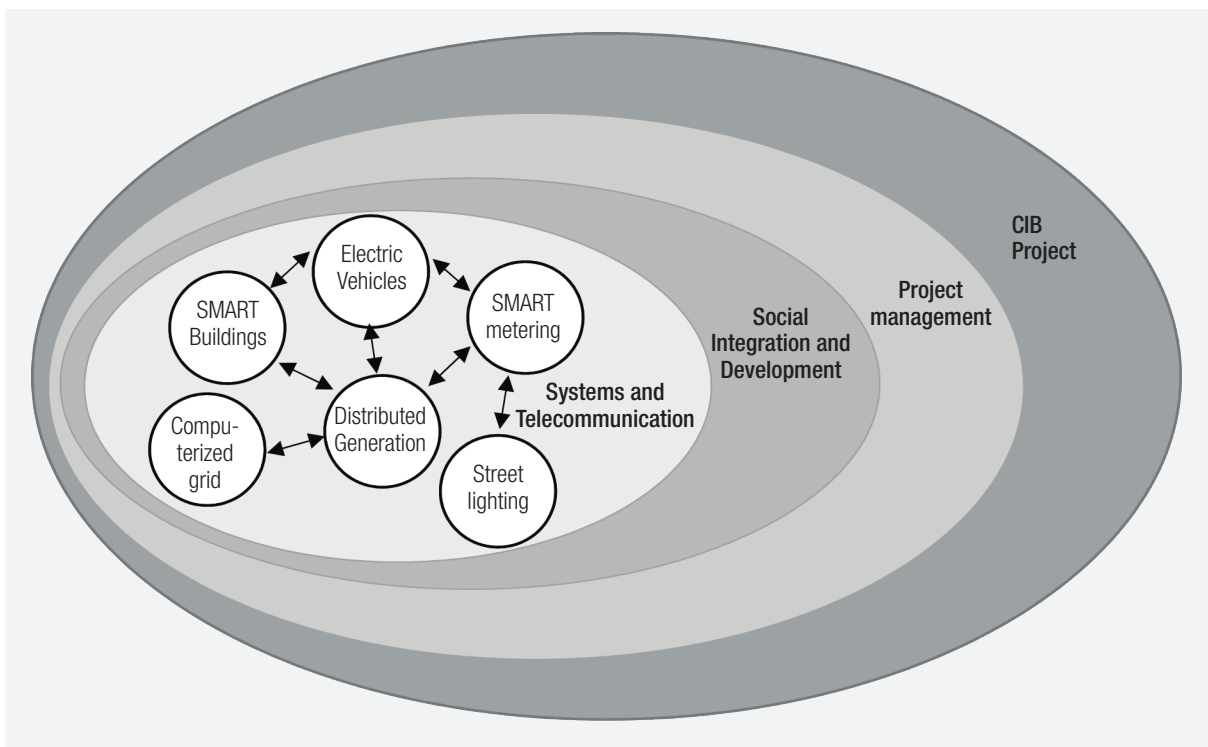 Electric
Vehicles
SMART
Buildings
SMART
metering
Distributed
Generation
Compu-
terized
grid
Street
lighting
Systems and
Telecommunication
Social
Integration and
Development
Project
management
CIB
Project